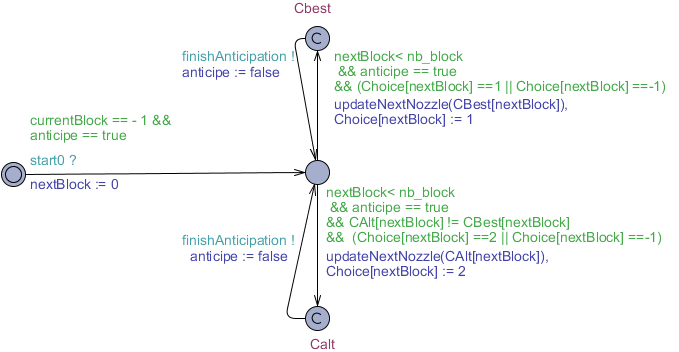 Cbest
C
finishAnticipation !
anticipe := false
nextBlock< nb_block
&& anticipe == true
&& (Choice[nextBlock] ==1 || Choice[nextBlock] ==-1)
updateNextNozzle(CBest[nextBlock]),
Choice[nextBlock] := 1
currentBlock == - 1 &&
anticipe == true
start0 ?
nextBlock := 0
nextBlock< nb_block
&& anticipe == true
&& CAlt[nextBlock] != CBest[nextBlock]
&& (Choice[nextBlock] ==2 || Choice[nextBlock] ==-1)
finishAnticipation !
anticipe := false
updateNextNozzle(CAlt[nextBlock]),
Choice[nextBlock] := 2
C
Calt